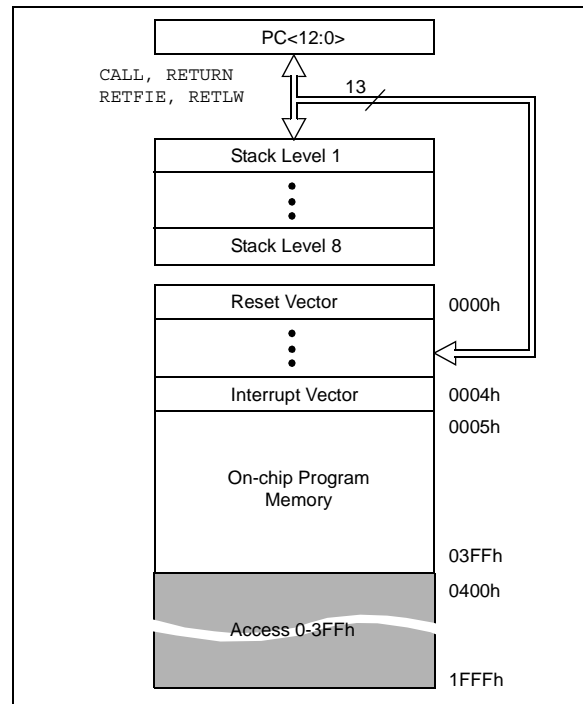 PC<12:0>
CALL, RETURN
RETFIE, RETLW
13
Stack Level 1
Stack Level 8
Reset Vector
0000h
Interrupt Vector
0004h
0005h
On-chip Program
Memory
03FFh
0400h
Access 0-3FFh
1FFFh